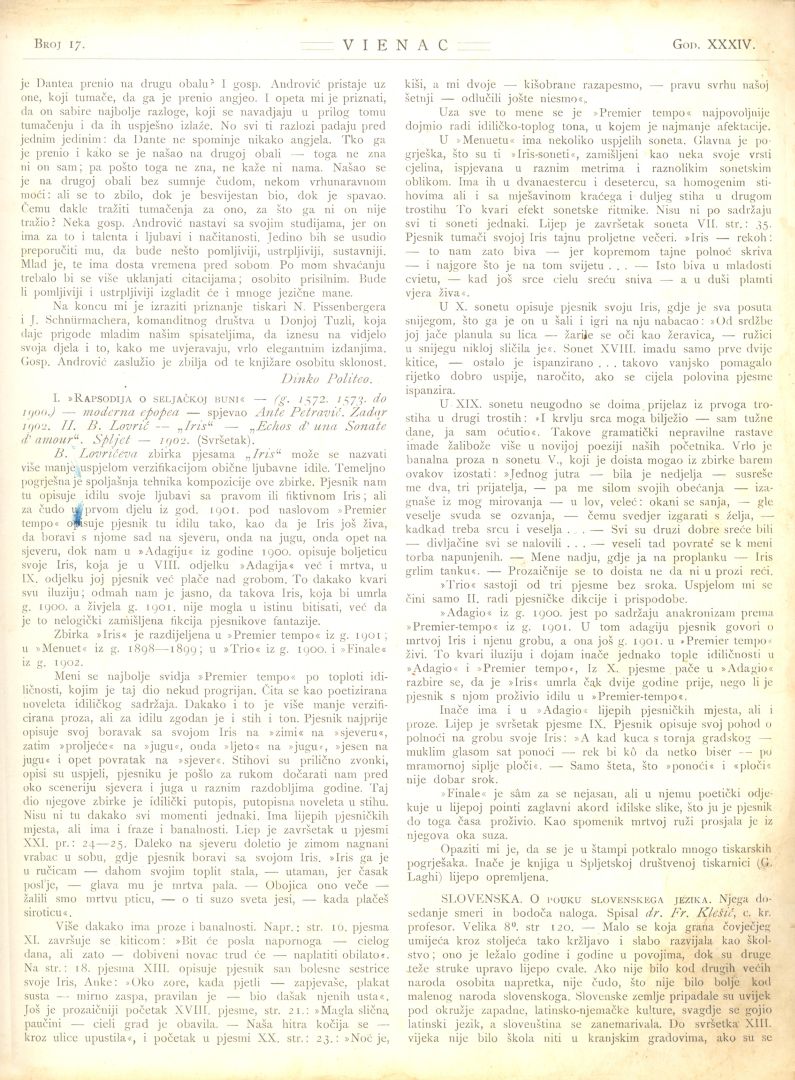 BROJ 17.
VIENAC
GOD. XXXIV.
je Dantea prenio na drugu obalu? I gosp. Andrović pristaje uz
one, koji tumače, da ga je prenio angjeo. I opeta mi je priznati,
da on sabire najbolje razloge, koji se navadjaju u prilog tomu
tumačenju i da ih uspješno izlaže. No svi ti razlozi padaju pred
jednim jedinim: da Dante ne spominje nikako angjela. Tko ga
je prenio i kako se je našao na drugoj obali — toga ne zna
ni on sam; pa pošto toga ne zna, ne kaže ni nama. Našao se
je na drugoj obali bez sumnje čudom, nekom vrhunaravnom
moći: ali se to zbilo, dok je besvijestan bio, dok je spavao.
Čemu dakle tražiti tumačenja za ono, za što ga ni on nije
tražio? Neka gosp. Andrović nastavi sa svojim studijama, jer on
ima za to i talenta i ljubavi i načitanosti. Jedino bih se usudio
preporučiti mu, da bude nešto pomljiviji, ustrpljiviji, sustavniji.
Mlad je, te ima dosta vremena pred sobom. Po mom shvaćanju
trebalo bi se više uklanjati citacijama; osobito prisilnim. Bude
li pomljiviji i ustrpljiviji izgladit će i mnoge jezične mane.
Na koncu mi je izraziti priznanje tiskari N. Pissenbergera
i J. Schnürmachera, komanditnog društva u Donjoj Tuzli, koja
daje prigode mladim našim spisateljima, da iznesu na vidjelo
svoja djela i to, kako me uvjeravaju, vrlo elegantnim izdanjima.
Gosp. Andrović zaslužio je zbilja od te knjižare osobitu sklonost.
Dinko Politeo.
I. »RAPSODIJA O SELJAČKOJ BUNI« — (g. 1572. 1573. do
1900.) — moderna epopea — spjevao Ante Petravić. Zadar
1902. II. B. Lovrić — „Iris“ — „Echos d' una Sonate
d' amour“. Spljet — 1902. (Svršetak).
B. Lovrićeva zbirka pjesama „Iris“ može se nazvati
više manje uspjelom verzifikacijom obične ljubavne idile. Temeljno
pogrješna je spoljašnja tehnika kompozicije ove zbirke. Pjesnik nam
tu opisuje idilu svoje ljubavi sa pravom ili fiktivnom Iris; ali
za čudo u prvom djelu iz god. 1901. pod naslovom »Premier
tempo« opisuje pjesnik tu idilu tako, kao da je Iris još živa,
da boravi s njome sad na sjeveru, onda na jugu, onda opet na
sjeveru, dok nam u »Adagiju« iz godine 1900. opisuje boljeticu
svoje Iris, koja je u VIII. odjelku »Adagija« već i mrtva, u
IX. odjelku joj pjesnik već plače nad grobom. To dakako kvari
svu iluziju; odmah nam je jasno, da takova Iris, koja bi umrla
g. 1900. a živjela g. 1901. nije mogla u istinu bitisati, već da
je to nelogički zamišljena fikcija pjesnikove fantazije.
Zbirka »Iris« je razdijeljena u »Premier tempo« iz g. 1901;
u »Menuet« iz g. 1898—1899; u »Trio« iz g. 1900. i »Finale«
iz g. 1902.
Meni se najbolje svidja »Premier tempo« po toploti idi-
ličnosti, kojim je taj dio nekud progrijan. Čita se kao poetizirana
noveleta idiličkog sadržaja. Dakako i to je više manje verzifi-
cirana proza, ali za idilu zgodan je i stih i ton. Pjesnik najprije
opisuje svoj boravak sa svojom Iris na »zimi« na »sjeveru«,
zatim »proljeće« na »jugu«, onda »ljeto« na »jugu«, »jesen na
jugu« i opet povratak na »sjever«. Stihovi su prilično zvonki,
opisi su uspjeli, pjesniku je pošlo za rukom dočarati nam pred
oko sceneriju sjevera i juga u raznim razdobljima godine. Taj
dio njegove zbirke je idilički putopis, putopisna noveleta u stihu.
Nisu ni tu dakako svi momenti jednaki. Ima lijepih pjesničkih
mjesta, ali ima i fraze i banalnosti. Liep je završetak u pjesmi
XXI. pr.: 24—25. Daleko na sjeveru doletio je zimom nagnani
vrabac u sobu, gdje pjesnik boravi sa svojom Iris. »Iris ga je
u ručicam — dahom svojim toplit stala, — utaman, jer časak
poslje, — glava mu je mrtva pala. — Obojica ono veče —
žalili smo mrtvu pticu, — o ti suzo sveta jesi, — kada plačeš
siroticu«.
Više dakako ima proze i banalnosti. Napr.: str. 16. pjesma
XI. završuje se kiticom: »Bit će posla napornoga — cielog
dana, ali zato — dobiveni novac trud će — naplatiti obilato«.
Na str.: 18. pjesma XIII. opisuje pjesnik san bolesne sestrice
svoje Iris, Anke: »Oko zore, kada pjetli — zapjevaše, plakat
susta — mirno zaspa, pravilan je — bio dašak njenih usta«,
Još je prozaičniji početak XVIII. pjesme, str. 21.: »Magla slična
paučini — cieli grad je obavila. — Naša hitra kočija se —
kroz ulice upustila«, i početak u pjesmi XX. str.: 23.: »Noć je,
kiši, a mi dvoje — kišobrane razapesmo, — pravu svrhu našoj
šetnji — odlučili jošte niesmo«.
Uza sve to mene se je »Premier tempo« najpovoljnije
dojmio radi idiličko-toplog tona, u kojem je najmanje afektacije.
U »Menuetu« ima nekoliko uspjelih soneta. Glavna je po-
grješka, što su ti »Iris-soneti«, zamišljeni kao neka svoje vrsti
cjelina, ispjevana u raznim metrima i raznolikim sonetskim
oblikom. Ima ih u dvanaestercu i desetercu, sa homogenim sti-
hovima ali i sa mješavinom kraćega i duljeg stiha u drugom
trostihu To kvari efekt sonetske ritmike. Nisu ni po sadržaju
svi ti soneti jednaki. Lijep je završetak soneta VII. str.: 35.
Pjesnik tumači svojoj Iris tajnu proljetne večeri. »Iris — rekoh:
— to nam zato biva — jer kopremom tajne polnoć skriva
— i najgore što je na tom svijetu . . . — Isto biva u mladosti
cvietu, — kad još srce cielu sreću sniva — a u duši plamti
vjera živa«.
U X. sonetu opisuje pjesnik svoju Iris, gdje je sva posuta
snijegom, što ga je on u šali i igri na nju nabacao: »Od srdžbe
joj jače planula su lica — žarile se oči kao žeravica, — ružici
u snijegu nikloj sličila je«. Sonet XVIII. imadu samo prve dvije
kitice, — ostalo je ispanzirano . . . takovo vanjsko pomagalo
rijetko dobro uspije, naročito, ako se cijela polovina pjesme
ispanzira.
U XIX. sonetu neugodno se doima prijelaz iz prvoga tro-
stiha u drugi trostih: »I krvlju srca moga bilježio — sam tužne
dane, ja sam oćutio«. Takove gramatički nepravilne rastave
imade žalibože više u novijoj poeziji naših početnika. Vrlo je
banalna proza n sonetu V., koji je doista mogao iz zbirke barem
ovakov izostati: »Jednog jutra — bila je nedjelja — susreše
me dva, tri prijatelja, — pa me silom svojih obećanja — iza-
gnaše iz mog mirovanja — u lov, veleć: okani se sanja, — gle
veselje svuda se ozvanja, — čemu svedjer izgarati s želja, —
kadkad treba srcu i veselja . . . — Svi su druzi dobre sreće bili
— divljačine svi se nalovili . . . — veseli tad povrate se k meni
torba napunjenih. — Mene nadju, gdje ja na proplanku — Iris
grlim tanku«. — Prozaičnije se to doista ne da ni u prozi reći.
»Trio« sastoji od tri pjesme bez sroka. Uspjelom mi se
čini samo II. radi pjesničke dikcije i prispodobe.
»Adagio« iz g. 1900. jest po sadržaju anakronizam prema
»Premier-tempo« iz g. 1901. U tom adagiju pjesnik govori o
mrtvoj Iris i njenu grobu, a ona još g. 1901. u »Premier tempo«
živi. To kvari iluziju i dojam inače jednako tople idiličnosti u
»Adagio« i »Premier tempo«, Iz X. pjesme pače u »Adagio«
razbire se, da je »Iris« umrla čak dvije godine prije, nego li je
pjesnik s njom proživio idilu u »Premier-tempo«.
Inače ima i u »Adagio« lijepih pjesničkih mjesta, ali i
proze. Lijep je svršetak pjesme IX. Pjesnik opisuje svoj pohod o
polnoći na grobu svoje Iris: »A kad kuca s tornja gradskog —
muklim glasom sat ponoći — rek bi kô da netko biser — po
mramornoj siplje ploči«. — Samo šteta, što »ponoći« i »ploči«
nije dobar srok.
»Finale« je sâm za se nejasan, ali u njemu poetički odje-
kuje u lijepoj pointi zaglavni akord idilske slike, što ju je pjesnik
do toga časa proživio. Kao spomenik mrtvoj ruži prosjala je iz
njegova oka suza.
Opaziti mi je, da se je u štampi potkralo mnogo tiskarskih
pogrješaka. Inače je knjiga u Spljetskoj društvenoj tiskarnici (G.
Laghi) lijepo opremljena.
SLOVENSKA. O POUKU SLOVENSKEGA JEZIKA. Njega do-
sedanje smeri in bodoča naloga. Spisal dr. Fr. Klešič, c. kr.
profesor. Velika 8⁰. str 120. — Malo se koja grana čovječjeg
umijeća kroz stoljeća tako kržljavo i slabo razvijala kao škol-
stvo; ono je ležalo godine i godine u povojima, dok su druge
teže struke upravo lijepo cvale. Ako nije bilo kod drugih većih
naroda osobita napretka, nije čudo, što nije bilo bolje kod
malenog naroda slovenskoga. Slovenske zemlje pripadale su uvijek
pod okružje zapadne, latinsko-njemačke kulture, svagdje se gojio
latinski jezik, a slovenština se zanemarivala. Do svršetka XIII.
vijeka nije bilo škola niti u kranjskim gradovima, ako su se